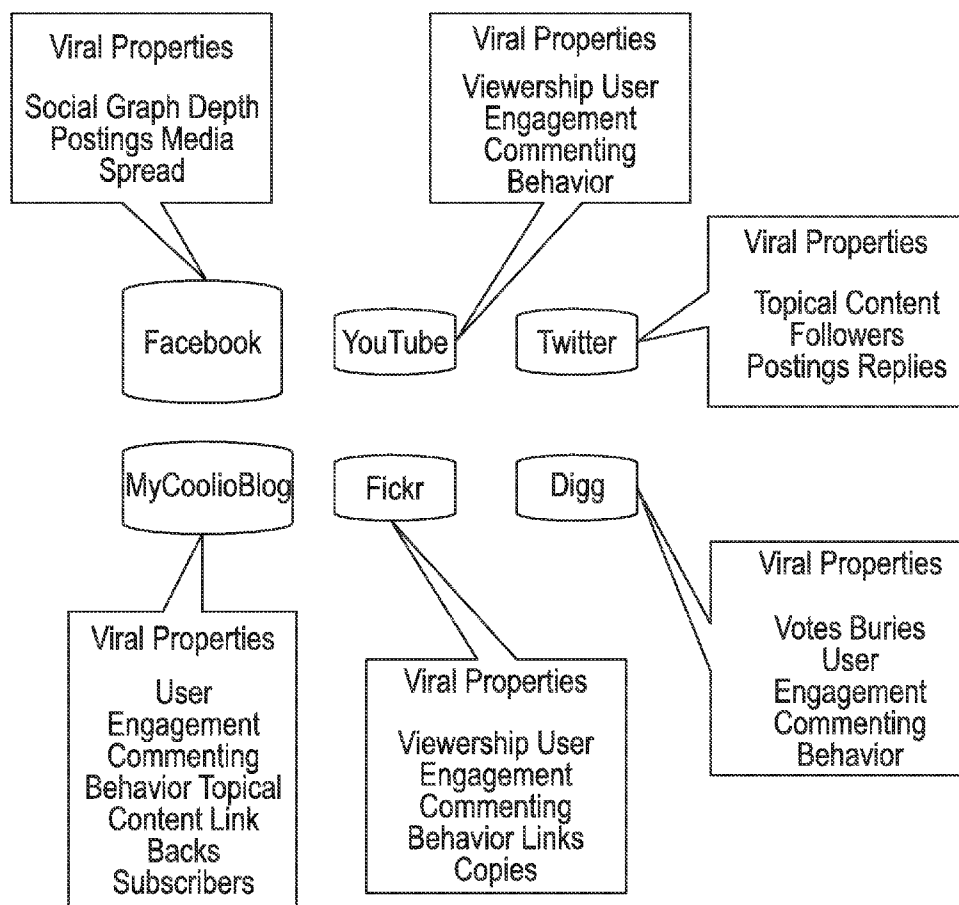 Viral Properties
Social Graph Depth
Postings Media
Spread
Viral Properties
Viewership User
Engagement
Commenting
Behavior
Viral Properties
Topical Content
Followers
Postings Replies
Facebook
YouTube
Twitter
MyCoolioBlog
Fickr
Digg
Viral Properties
User
Engagement
Commenting
Behavior Topical
Content Link
Backs
Subscribers
Viral Properties
Viewership User
Engagement
Commenting
Behavior Links
Copies
Viral Properties
Votes Buries
User
Engagement
Commenting
Behavior